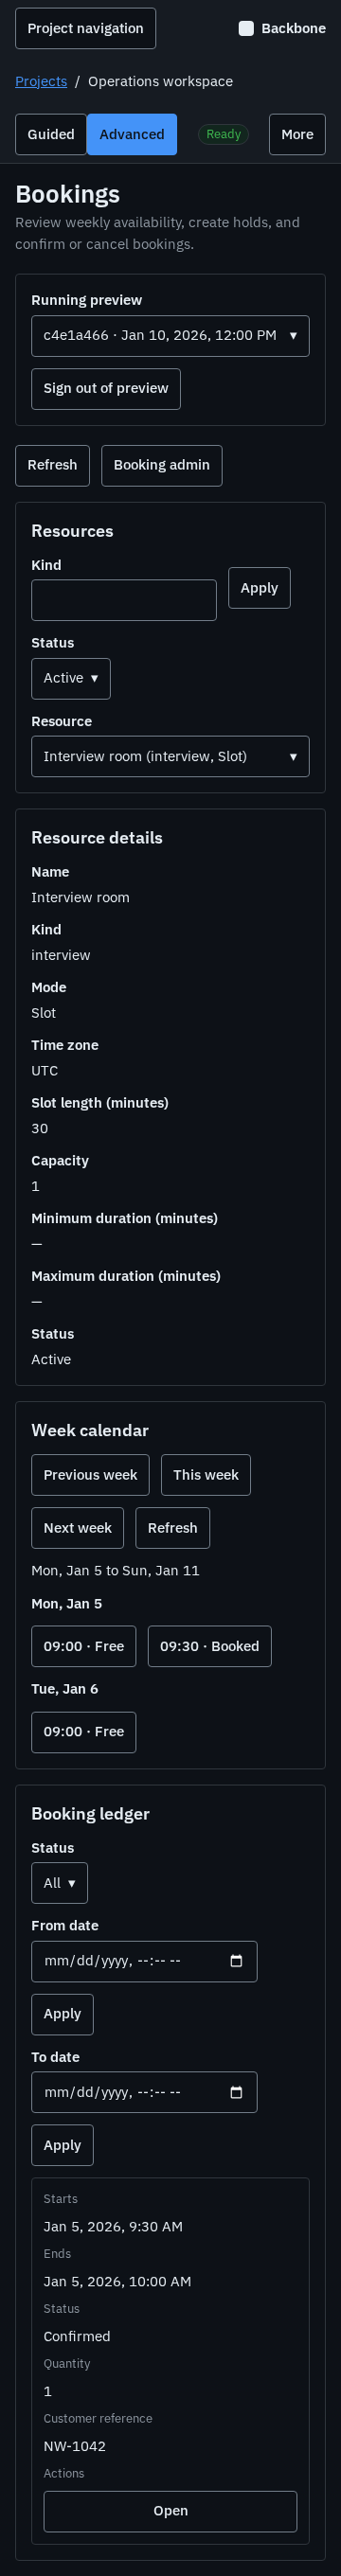 Project navigation
Backbone
Projects / Operations workspace
Guided
Advanced
Ready
More
Bookings
Review weekly availability, create holds, and
confirm or cancel bookings.
Running preview
c4e1a466 · Jan 10, 2026, 12:00 PM ▾
Sign out of preview
Refresh
Booking admin
Resources
Kind
Apply
Status
Active ▾
Resource
Interview room (interview, Slot) ▾
Resource details
Name
Interview room
Kind
interview
Mode
Slot
Time zone
UTC
Slot length (minutes)
30
Capacity
1
Minimum duration (minutes)
—
Maximum duration (minutes)
—
Status
Active
Week calendar
Previous week
This week
Next week
Refresh
Mon, Jan 5 to Sun, Jan 11
Mon, Jan 5
09:00 · Free
09:30 · Booked
Tue, Jan 6
09:00 · Free
Booking ledger
Status
All ▾
From date
mm/dd/yyyy, --:-- --
Apply
To date
mm/dd/yyyy, --:-- --
Apply
Starts
Jan 5, 2026, 9:30 AM
Ends
Jan 5, 2026, 10:00 AM
Status
Confirmed
Quantity
1
Customer reference
NW-1042
Actions
Open